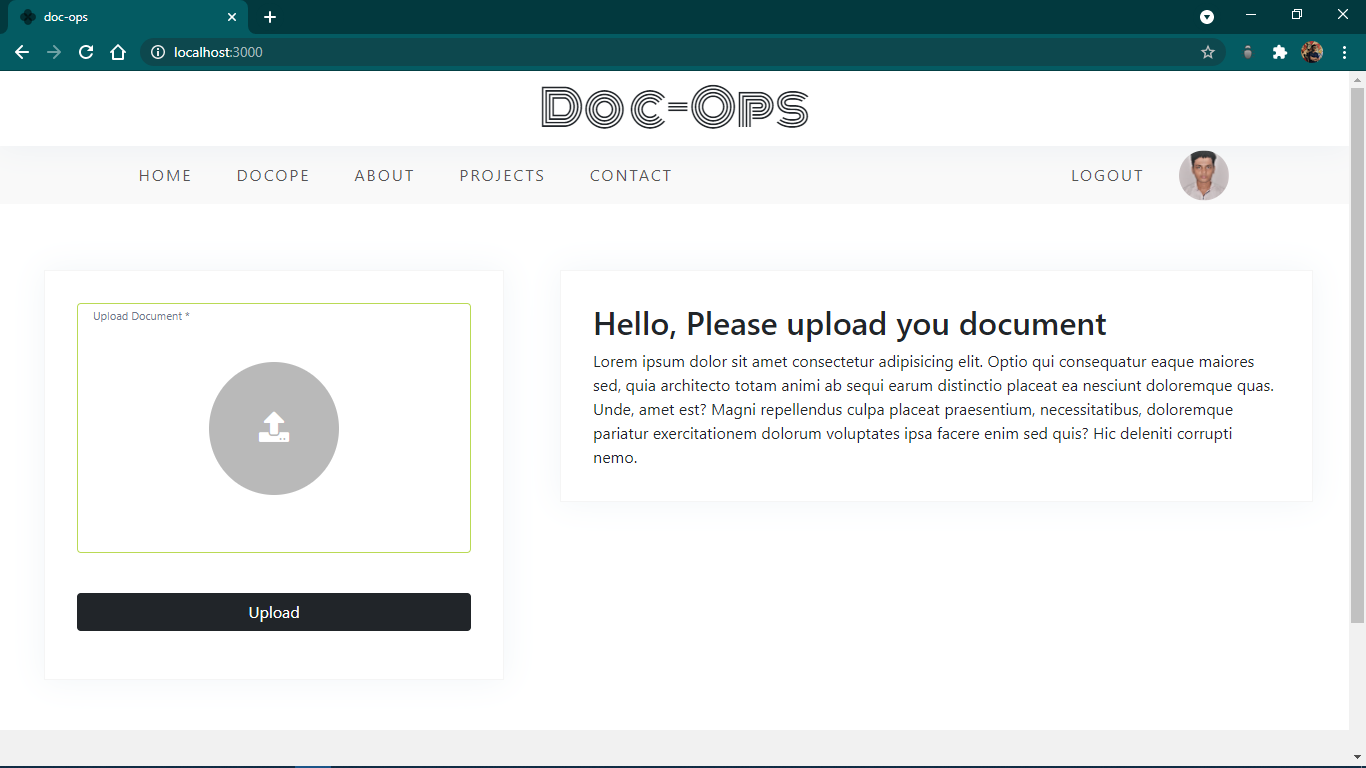 doc-ops
localhost:3000
Doc-Ops
HOME DOCOPE ABOUT PROJECTS CONTACT LOGOUT
Upload Document *
Upload
Hello, Please upload you document
Lorem ipsum dolor sit amet consectetur adipisicing elit. Optio qui consequatur eaque maiores
sed, quia architecto totam animi ab sequi earum distinctio placeat ea nesciunt doloremque quas.
Unde, amet est? Magni repellendus culpa placeat praesentium, necessitatibus, doloremque
pariatur exercitationem dolorum voluptates ipsa facere enim sed quis? Hic deleniti corrupti
nemo.